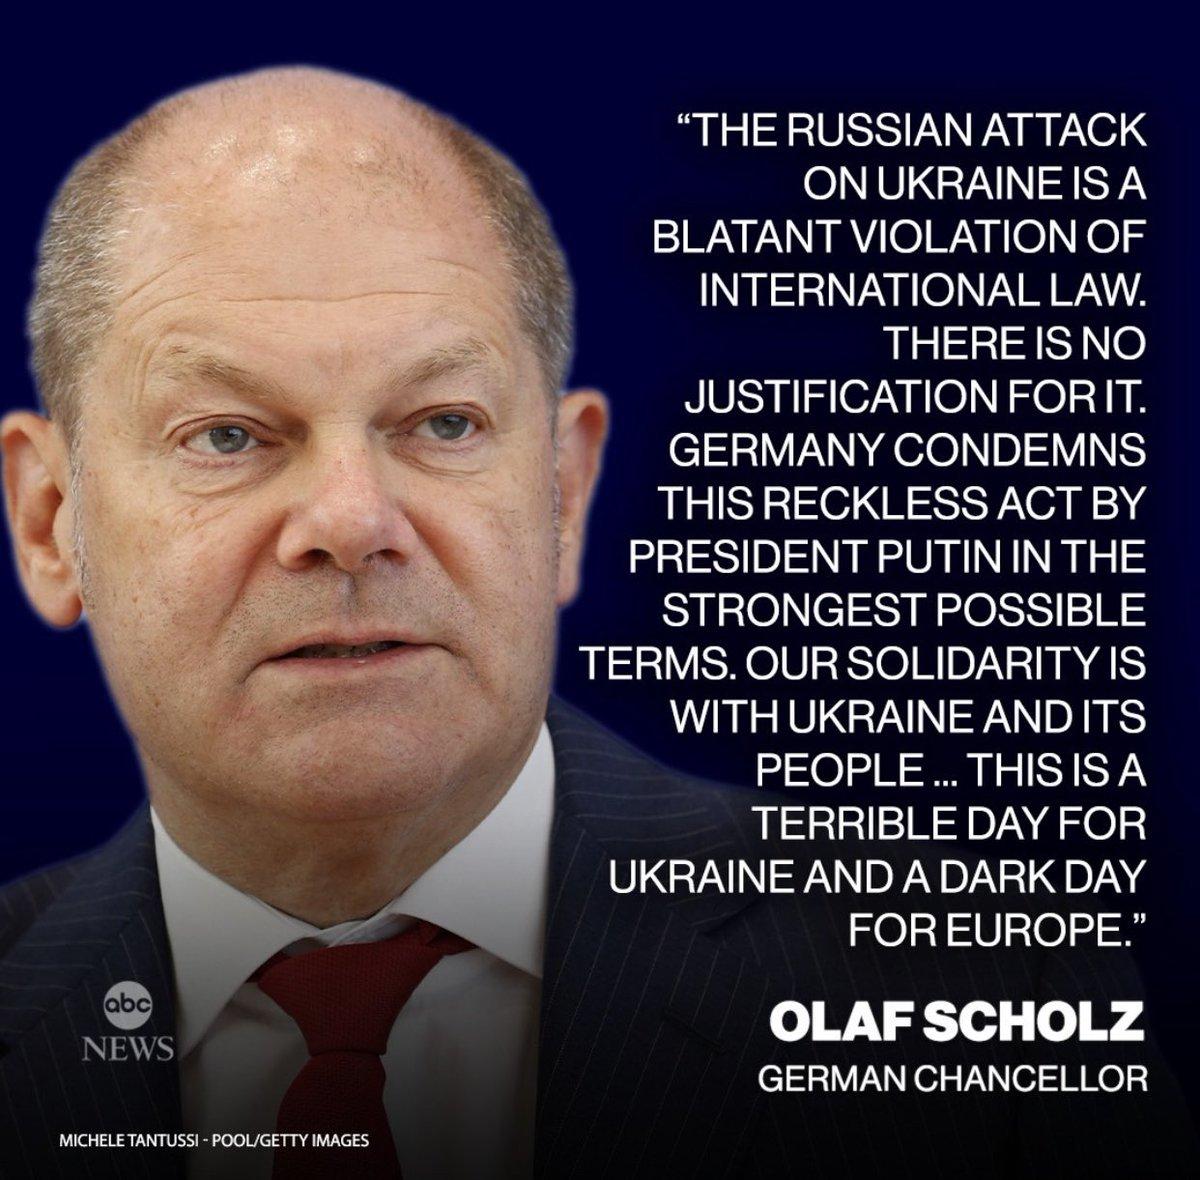 “THE RUSSIAN ATTACK
ON UKRAINE IS A
BLATANT VIOLATION OF
INTERNATIONAL LAW.
THERE IS NO
JUSTIFICATION FOR IT.
GERMANY CONDEMNS
THIS RECKLESS ACT BY
PRESIDENT PUTIN IN THE
STRONGEST POSSIBLE
TERMS. OUR SOLIDARITY IS
WITH UKRAINE AND ITS
PEOPLE ... THIS IS A
TERRIBLE DAY FOR
UKRAINE AND A DARK DAY
FOR EUROPE.”
OLAF SCHOLZ
GERMAN CHANCELLOR
abc
NEWS
MICHELE TANTUSSI - POOL/GETTY IMAGES